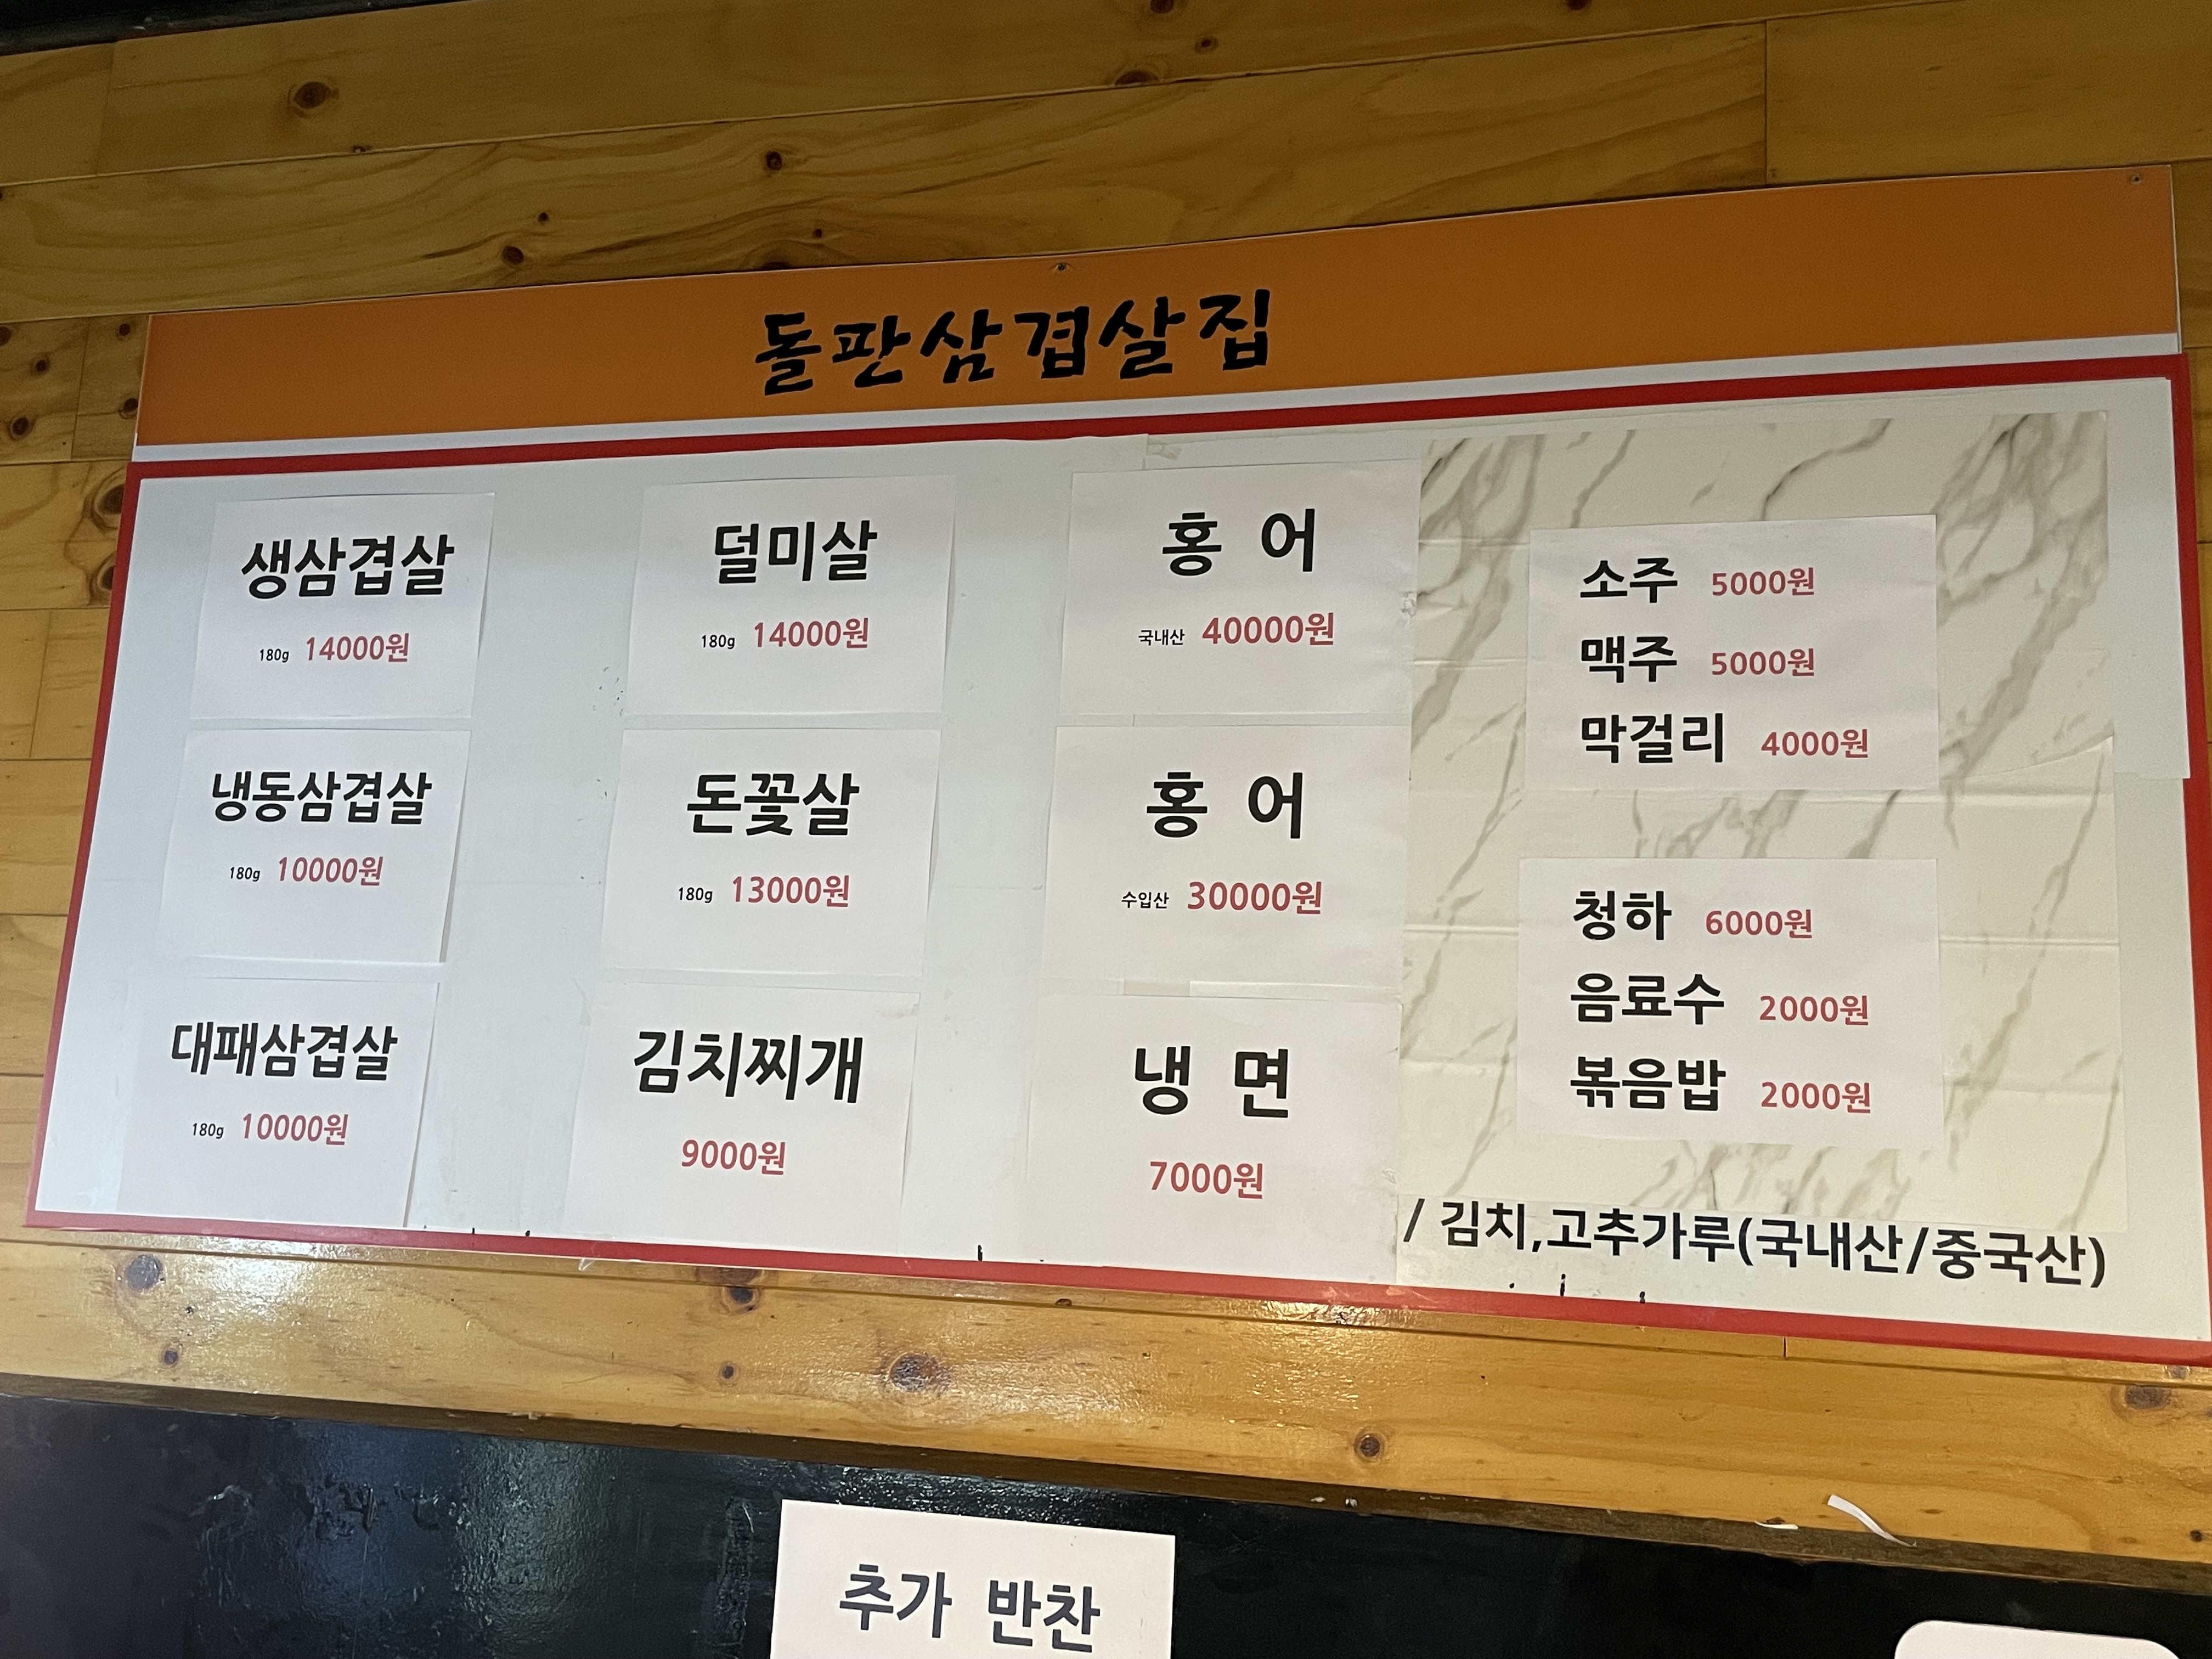 돌판삼겹살집
생삼겹살
180g 14000원
냉동삼겹살
180g 10000원
대패삼겹살
180g 10000원
덜미살
180g 14000원
돈꽃살
180g 13000원
김치찌개
9000원
홍 어
국내산 40000원
홍 어
수입산 30000원
냉 면
7000원
소주 5000원
맥주 5000원
막걸리 4000원
청하 6000원
음료수 2000원
볶음밥 2000원
/ 김치,고추가루(국내산/중국산)
추가 반찬